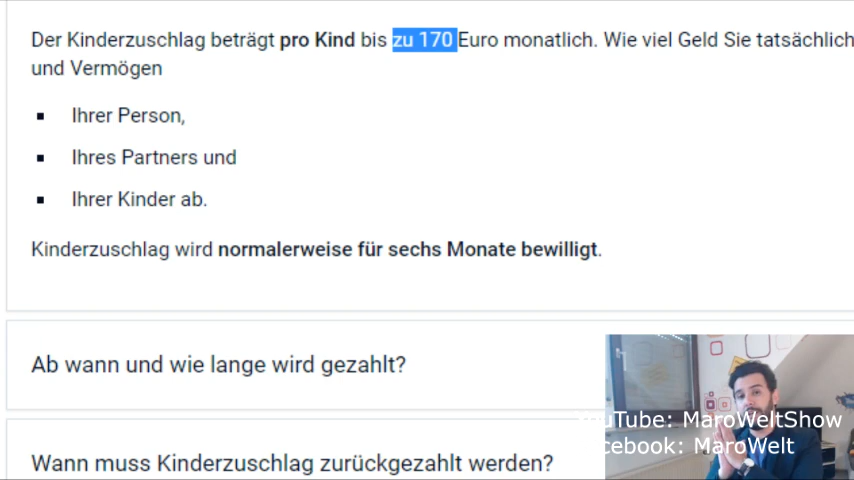 Der Kinderzuschlag beträgt pro Kind bis zu 170 Euro monatlich. Wie viel Geld Sie tatsächlich
und Vermögen
▪ Ihrer Person,
▪ Ihres Partners und
▪ Ihrer Kinder ab.
Kinderzuschlag wird normalerweise für sechs Monate bewilligt.
Ab wann und wie lange wird gezahlt?
YouTube: MaroWeltShow
cebook: MaroWelt
Wann muss Kinderzuschlag zurückgezahlt werden?